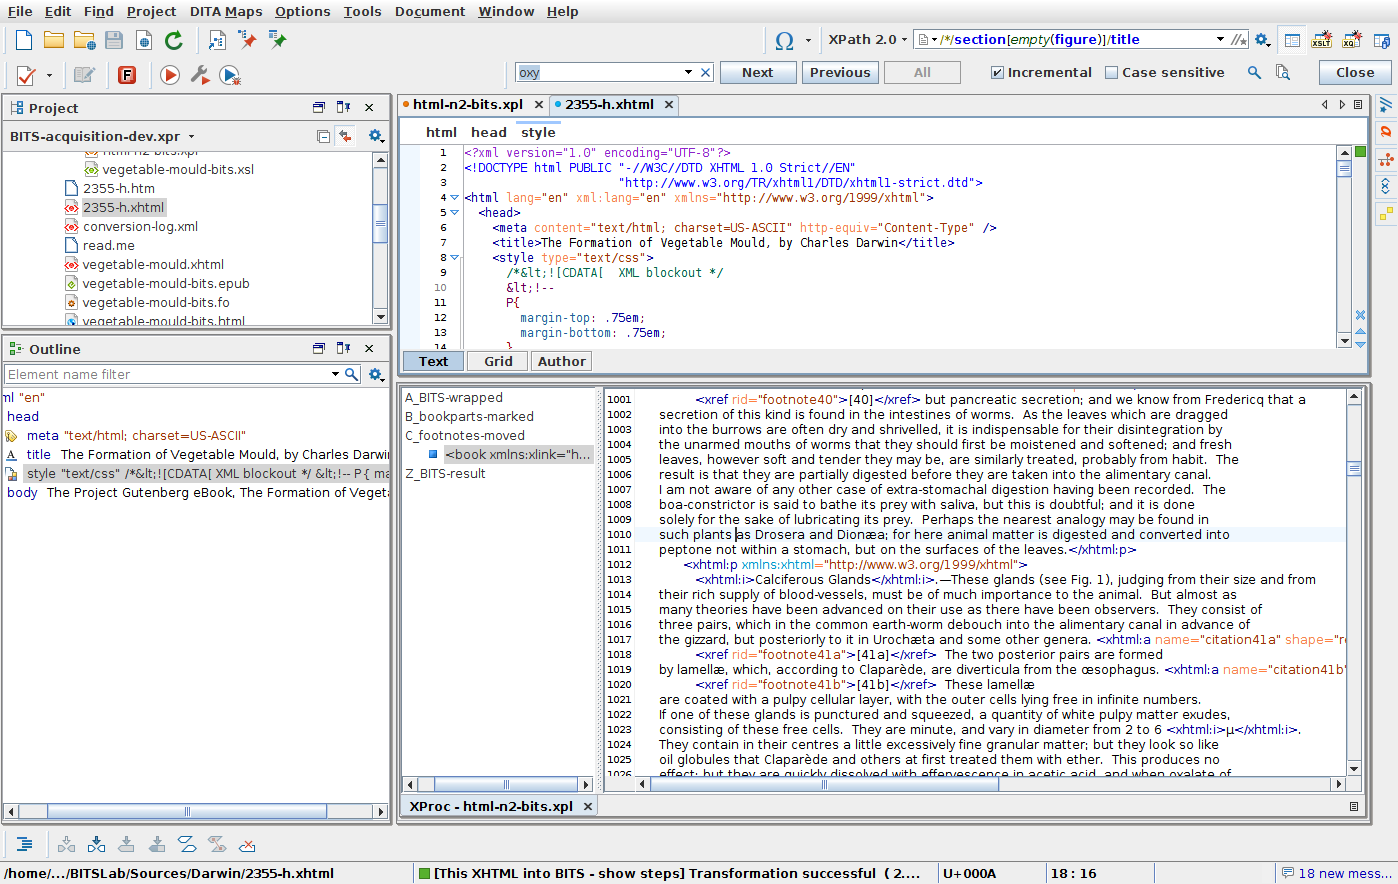 File Edit Find Project DITA Maps Options Tools Document Window Help
Ω XPath 2.0 /*/section[empty(figure)]/title
XSLT XQ
oxy Next Previous All Incremental Case sensitive Close
Project
BITS-acquisition-dev.xpr
html-n2-bits.xpl
vegetable-mould-bits.xsl
2355-h.htm
2355-h.xhtml
conversion-log.xml
read.me
vegetable-mould.xhtml
vegetable-mould-bits.epub
vegetable-mould-bits.fo
vegetable-mould-bits.html
Outline
Element name filter
ml "en"
head
meta "text/html; charset=US-ASCII"
title The Formation of Vegetable Mould, by Charles Darwi
style "text/css" /*&lt;![CDATA[ XML blockout */ &lt;!-- P{ ma
body The Project Gutenberg eBook, The Formation of Veget
html-n2-bits.xpl 2355-h.xhtml
html head style
1 <?xml version="1.0" encoding="UTF-8"?>
2 <!DOCTYPE html PUBLIC "-//W3C//DTD XHTML 1.0 Strict//EN"
3 "http://www.w3.org/TR/xhtml1/DTD/xhtml1-strict.dtd">
4 <html lang="en" xml:lang="en" xmlns="http://www.w3.org/1999/xhtml">
5 <head>
6 <meta content="text/html; charset=US-ASCII" http-equiv="Content-Type" />
7 <title>The Formation of Vegetable Mould, by Charles Darwin</title>
8 <style type="text/css">
9 /*&lt;![CDATA[  XML blockout */
10 &lt;!--
11 P{
12 margin-top: .75em;
13 margin-bottom: .75em;
14 }
Text Grid Author
A_BITS-wrapped
B_bookparts-marked
C_footnotes-moved
<book xmlns:xlink="h...
Z_BITS-result
1001 <xref rid="footnote40">[40]</xref> but pancreatic secretion; and we know from Fredericq that a
1002 secretion of this kind is found in the intestines of worms.  As the leaves which are dragged
1003 into the burrows are often dry and shrivelled, it is indispensable for their disintegration by
1004 the unarmed mouths of worms that they should first be moistened and softened; and fresh
1005 leaves, however soft and tender they may be, are similarly treated, probably from habit.  The
1006 result is that they are partially digested before they are taken into the alimentary canal.
1007 I am not aware of any other case of extra-stomachal digestion having been recorded.  The
1008 boa-constrictor is said to bathe its prey with saliva, but this is doubtful; and it is done
1009 solely for the sake of lubricating its prey.  Perhaps the nearest analogy may be found in
1010 such plants as Drosera and Dionæa; for here animal matter is digested and converted into
1011 peptone not within a stomach, but on the surfaces of the leaves.</xhtml:p>
1012 <xhtml:p xmlns:xhtml="http://www.w3.org/1999/xhtml">
1013 <xhtml:i>Calciferous Glands</xhtml:i>.—These glands (see Fig. 1), judging from their size and from
1014 their rich supply of blood-vessels, must be of much importance to the animal.  But almost as
1015 many theories have been advanced on their use as there have been observers.  They consist of
1016 three pairs, which in the common earth-worm debouch into the alimentary canal in advance of
1017 the gizzard, but posteriorly to it in Urochæta and some other genera. <xhtml:a name="citation41a" shape="r
1018 <xref rid="footnote41a">[41a]</xref>  The two posterior pairs are formed
1019 by lamellæ, which, according to Claparède, are diverticula from the œsophagus. <xhtml:a name="citation41b"
1020 <xref rid="footnote41b">[41b]</xref>  These lamellæ
1021 are coated with a pulpy cellular layer, with the outer cells lying free in infinite numbers.
1022 If one of these glands is punctured and squeezed, a quantity of white pulpy matter exudes,
1023 consisting of these free cells.  They are minute, and vary in diameter from 2 to 6 <xhtml:i>μ</xhtml:i>.
1024 They contain in their centres a little excessively fine granular matter; but they look so like
1025 oil globules that Claparède and others at first treated them with ether.  This produces no
1026 effect; but they are quickly dissolved with effervescence in acetic acid, and when oxalate of
XProc - html-n2-bits.xpl
/home/.../BITSLab/Sources/Darwin/2355-h.xhtml [This XHTML into BITS - show steps] Transformation successful  ( 2.... U+000A 18 : 16 18 new mess...